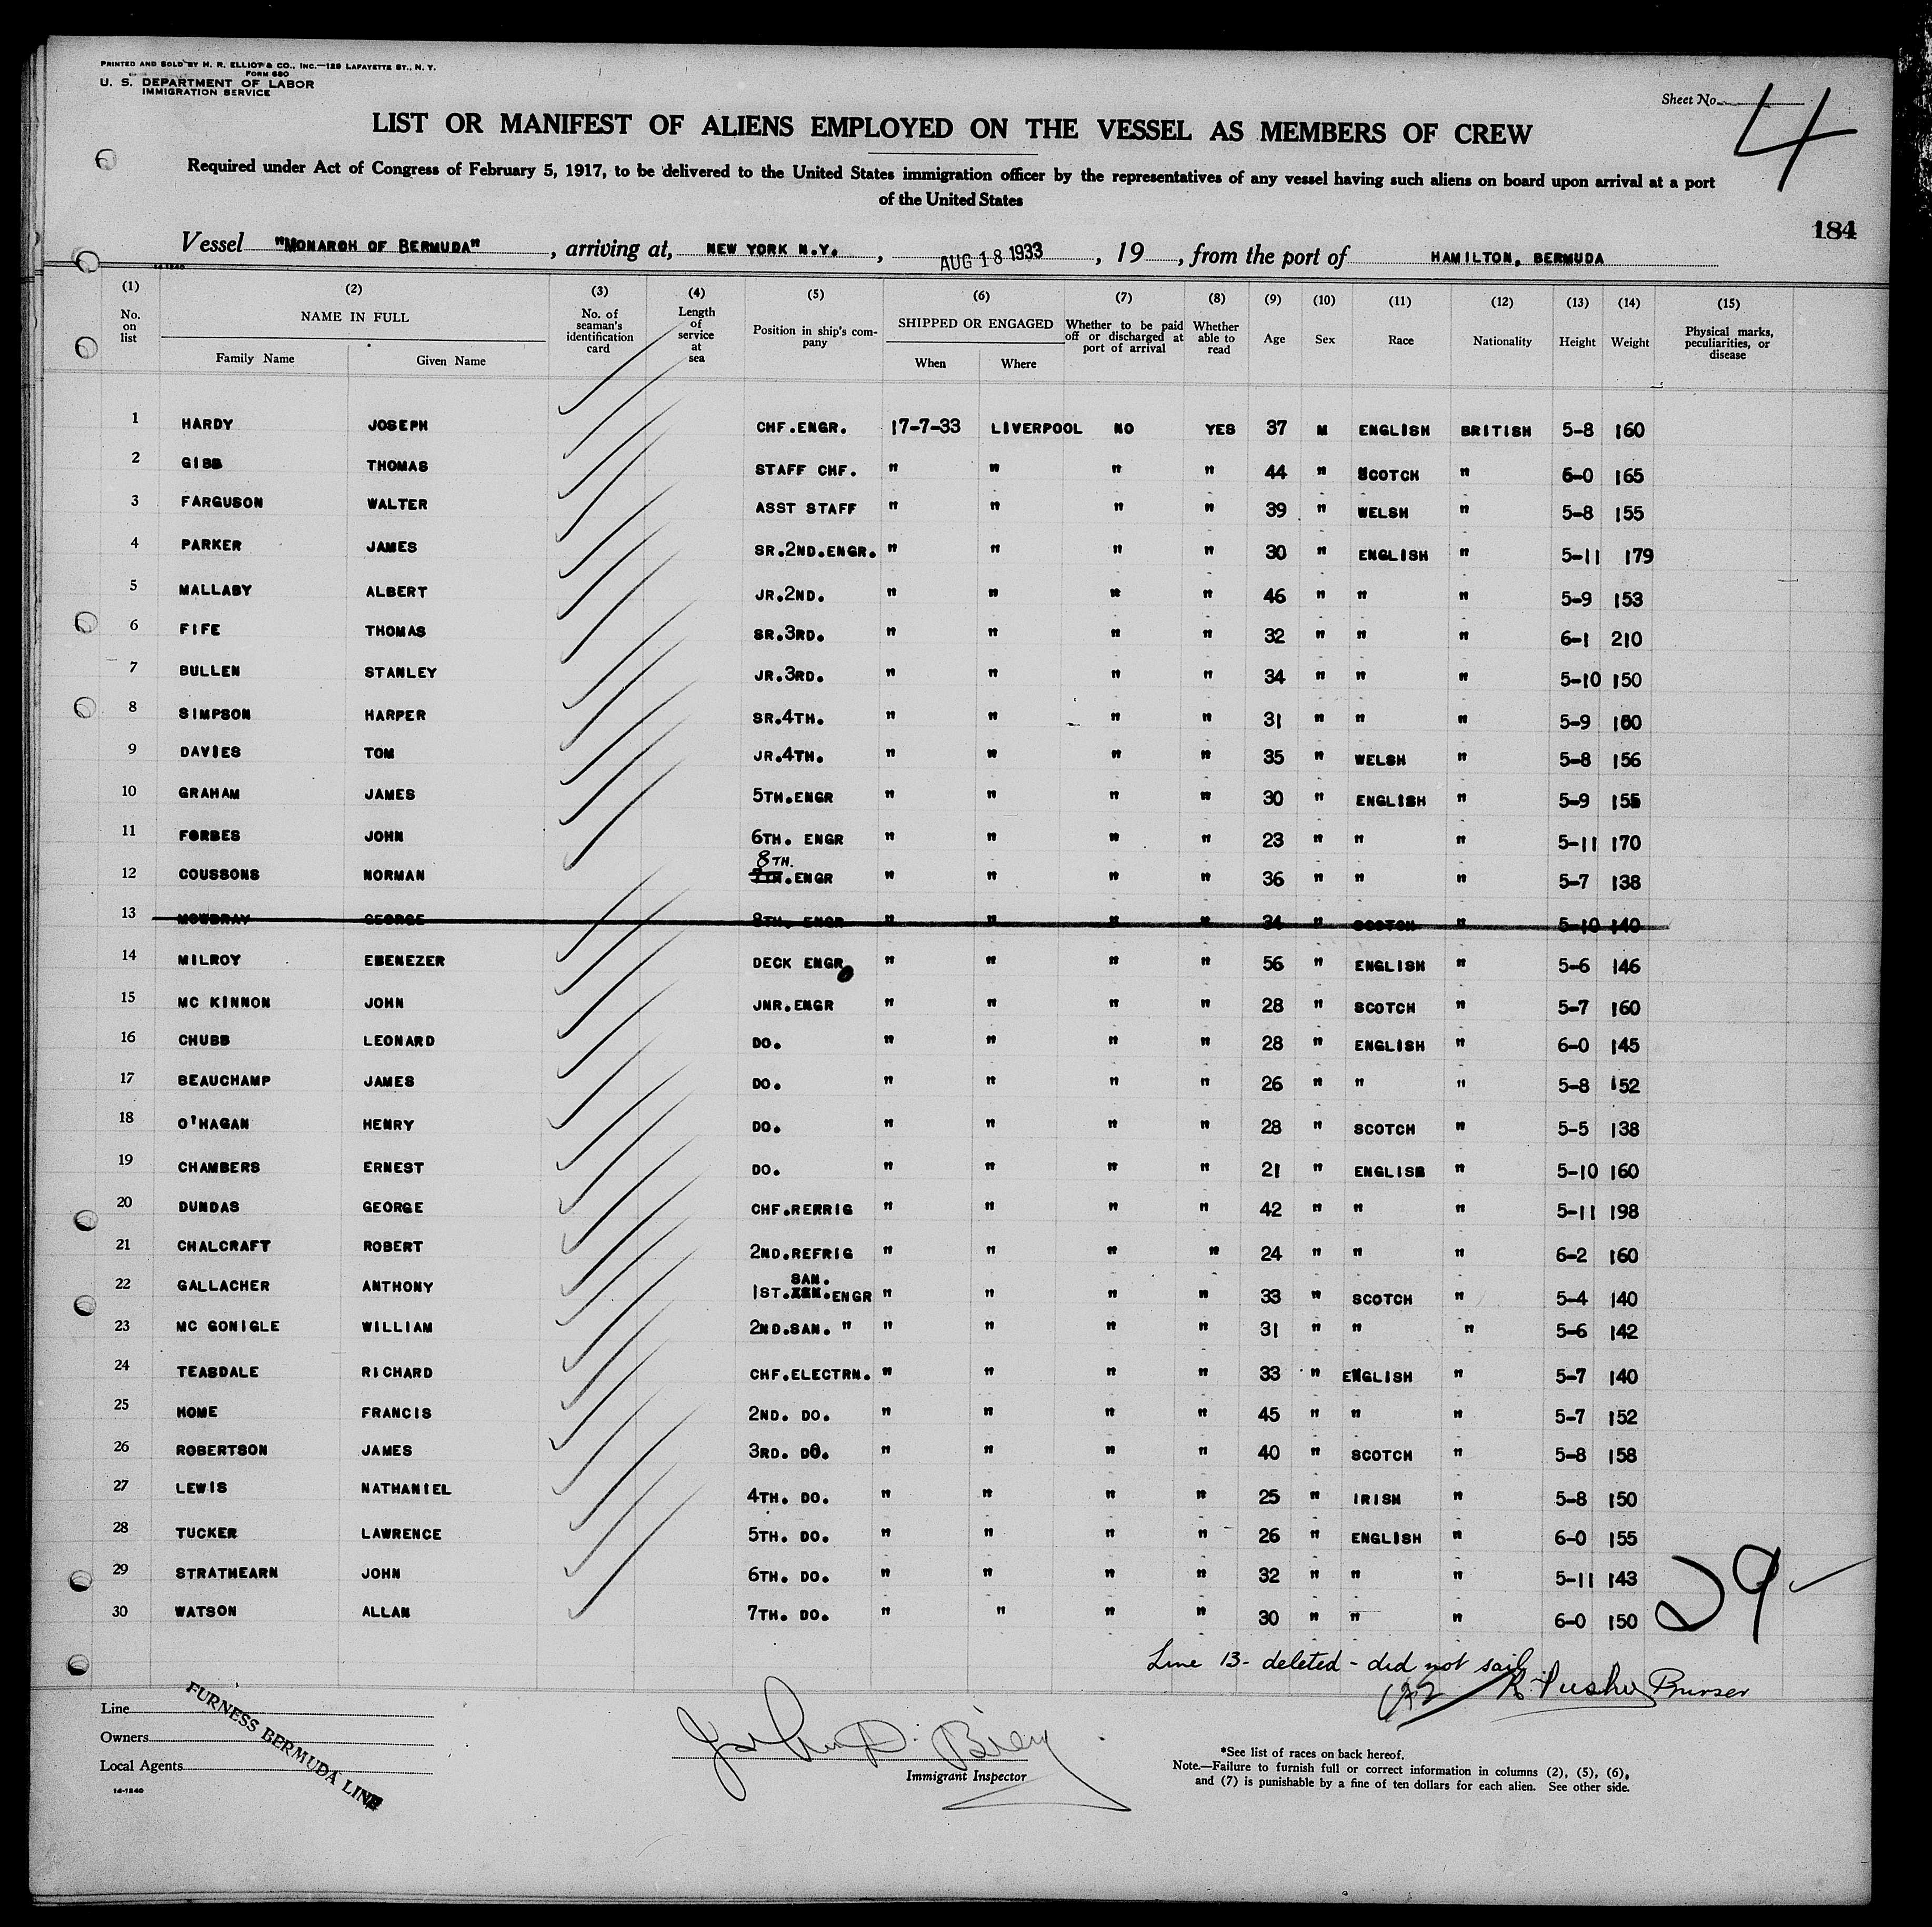 PRINTED AND SOLD BY H. R. ELLIOT & CO., INC.—129 LAFAYETTE ST., N. Y.
FORM 680
U. S. DEPARTMENT OF LABOR
IMMIGRATION SERVICE
Sheet No. 4
LIST OR MANIFEST OF ALIENS EMPLOYED ON THE VESSEL AS MEMBERS OF CREW
Required under Act of Congress of February 5, 1917, to be delivered to the United States immigration officer by the representatives of any vessel having such aliens on board upon arrival at a port
of the United States
184
Vessel "MONARCH OF BERMUDA", arriving at, NEW YORK N.Y., AUG 18 1933, 19, from the port of HAMILTON, BERMUDA
14-1240
(1) (2) (3) (4) (5) (6) (7) (8) (9) (10) (11) (12) (13) (14) (15)
No. on list NAME IN FULL No. of seaman's identification card Length of service at sea Position in ship's company SHIPPED OR ENGAGED Whether to be paid off or discharged at port of arrival Whether able to read Age Sex Race Nationality Height Weight Physical marks, peculiarities, or disease
Family Name Given Name When Where
1 HARDY JOSEPH CHF.ENGR. 17-7-33 LIVERPOOL NO YES 37 M ENGLISH BRITISH 5-8 160
2 GIBB THOMAS STAFF CHF. " " " " 44 " SCOTCH " 6-0 165
3 FARGUSON WALTER ASST STAFF " " " " 39 " WELSH " 5-8 155
4 PARKER JAMES SR.2ND.ENGR. " " " " 30 " ENGLISH " 5-11 179
5 MALLABY ALBERT JR.2ND. " " " " 46 " " " 5-9 153
6 FIFE THOMAS SR.3RD. " " " " 32 " " " 6-1 210
7 BULLEN STANLEY JR.3RD. " " " " 34 " " " 5-10 150
8 SIMPSON HARPER SR.4TH. " " " " 31 " " " 5-9 160
9 DAVIES TOM JR.4TH. " " " " 35 " WELSH " 5-8 156
10 GRAHAM JAMES 5TH.ENGR " " " " 30 " ENGLISH " 5-9 155
11 FORBES JOHN 6TH. ENGR " " " " 23 " " " 5-11 170
8TH.
12 COUSSONS NORMAN 7TH.ENGR " " " " 36 " " " 5-7 138
13 MOWBRAY GEORGE 8TH. ENGR " " " " 34 " SCOTCH " 5-10 140
14 MILROY EBENEZER DECK ENGR " " " " 56 " ENGLISH " 5-6 146
15 MC KINNON JOHN JNR.ENGR " " " " 28 " SCOTCH " 5-7 160
16 CHUBB LEONARD DO. " " " " 28 " ENGLISH " 6-0 145
17 BEAUCHAMP JAMES DO. " " " " 26 " " " 5-8 152
18 O'HAGAN HENRY DO. " " " " 28 " SCOTCH " 5-5 138
19 CHAMBERS ERNEST DO. " " " " 21 " ENGLISH " 5-10 160
20 DUNDAS GEORGE CHF.RERRIG " " " " 42 " " " 5-11 198
21 CHALCRAFT ROBERT 2ND.REFRIG " " " " 24 " " " 6-2 160
SAN.
22 GALLACHER ANTHONY 1ST. .ENGR " " " " 33 " SCOTCH " 5-4 140
23 MC GONIGLE WILLIAM 2ND.SAN. " " " " " 31 " " " 5-6 142
24 TEASDALE RICHARD CHF.ELECTRN. " " " " 33 " ENGLISH " 5-7 140
25 HOME FRANCIS 2ND. DO. " " " " 45 " " " 5-7 152
26 ROBERTSON JAMES 3RD. DO. " " " " 40 " SCOTCH " 5-8 158
27 LEWIS NATHANIEL 4TH. DO. " " " " 25 " IRISH " 5-8 150
28 TUCKER LAWRENCE 5TH. DO. " " " " 26 " ENGLISH " 6-0 155
29 STRATHEARN JOHN 6TH. DO. " " " " 32 " " " 5-11 143
30 WATSON ALLAN 7TH. DO. " " " " 30 " " " 6-0 150
29
Line 13 - deleted - did not sail
Purser
Line
Owners
Local Agents
FURNESS BERMUDA LINE
14-1240
John D.
Immigrant Inspector
*See list of races on back hereof.
Note.—Failure to furnish full or correct information in columns (2), (5), (6),
and (7) is punishable by a fine of ten dollars for each alien. See other side.